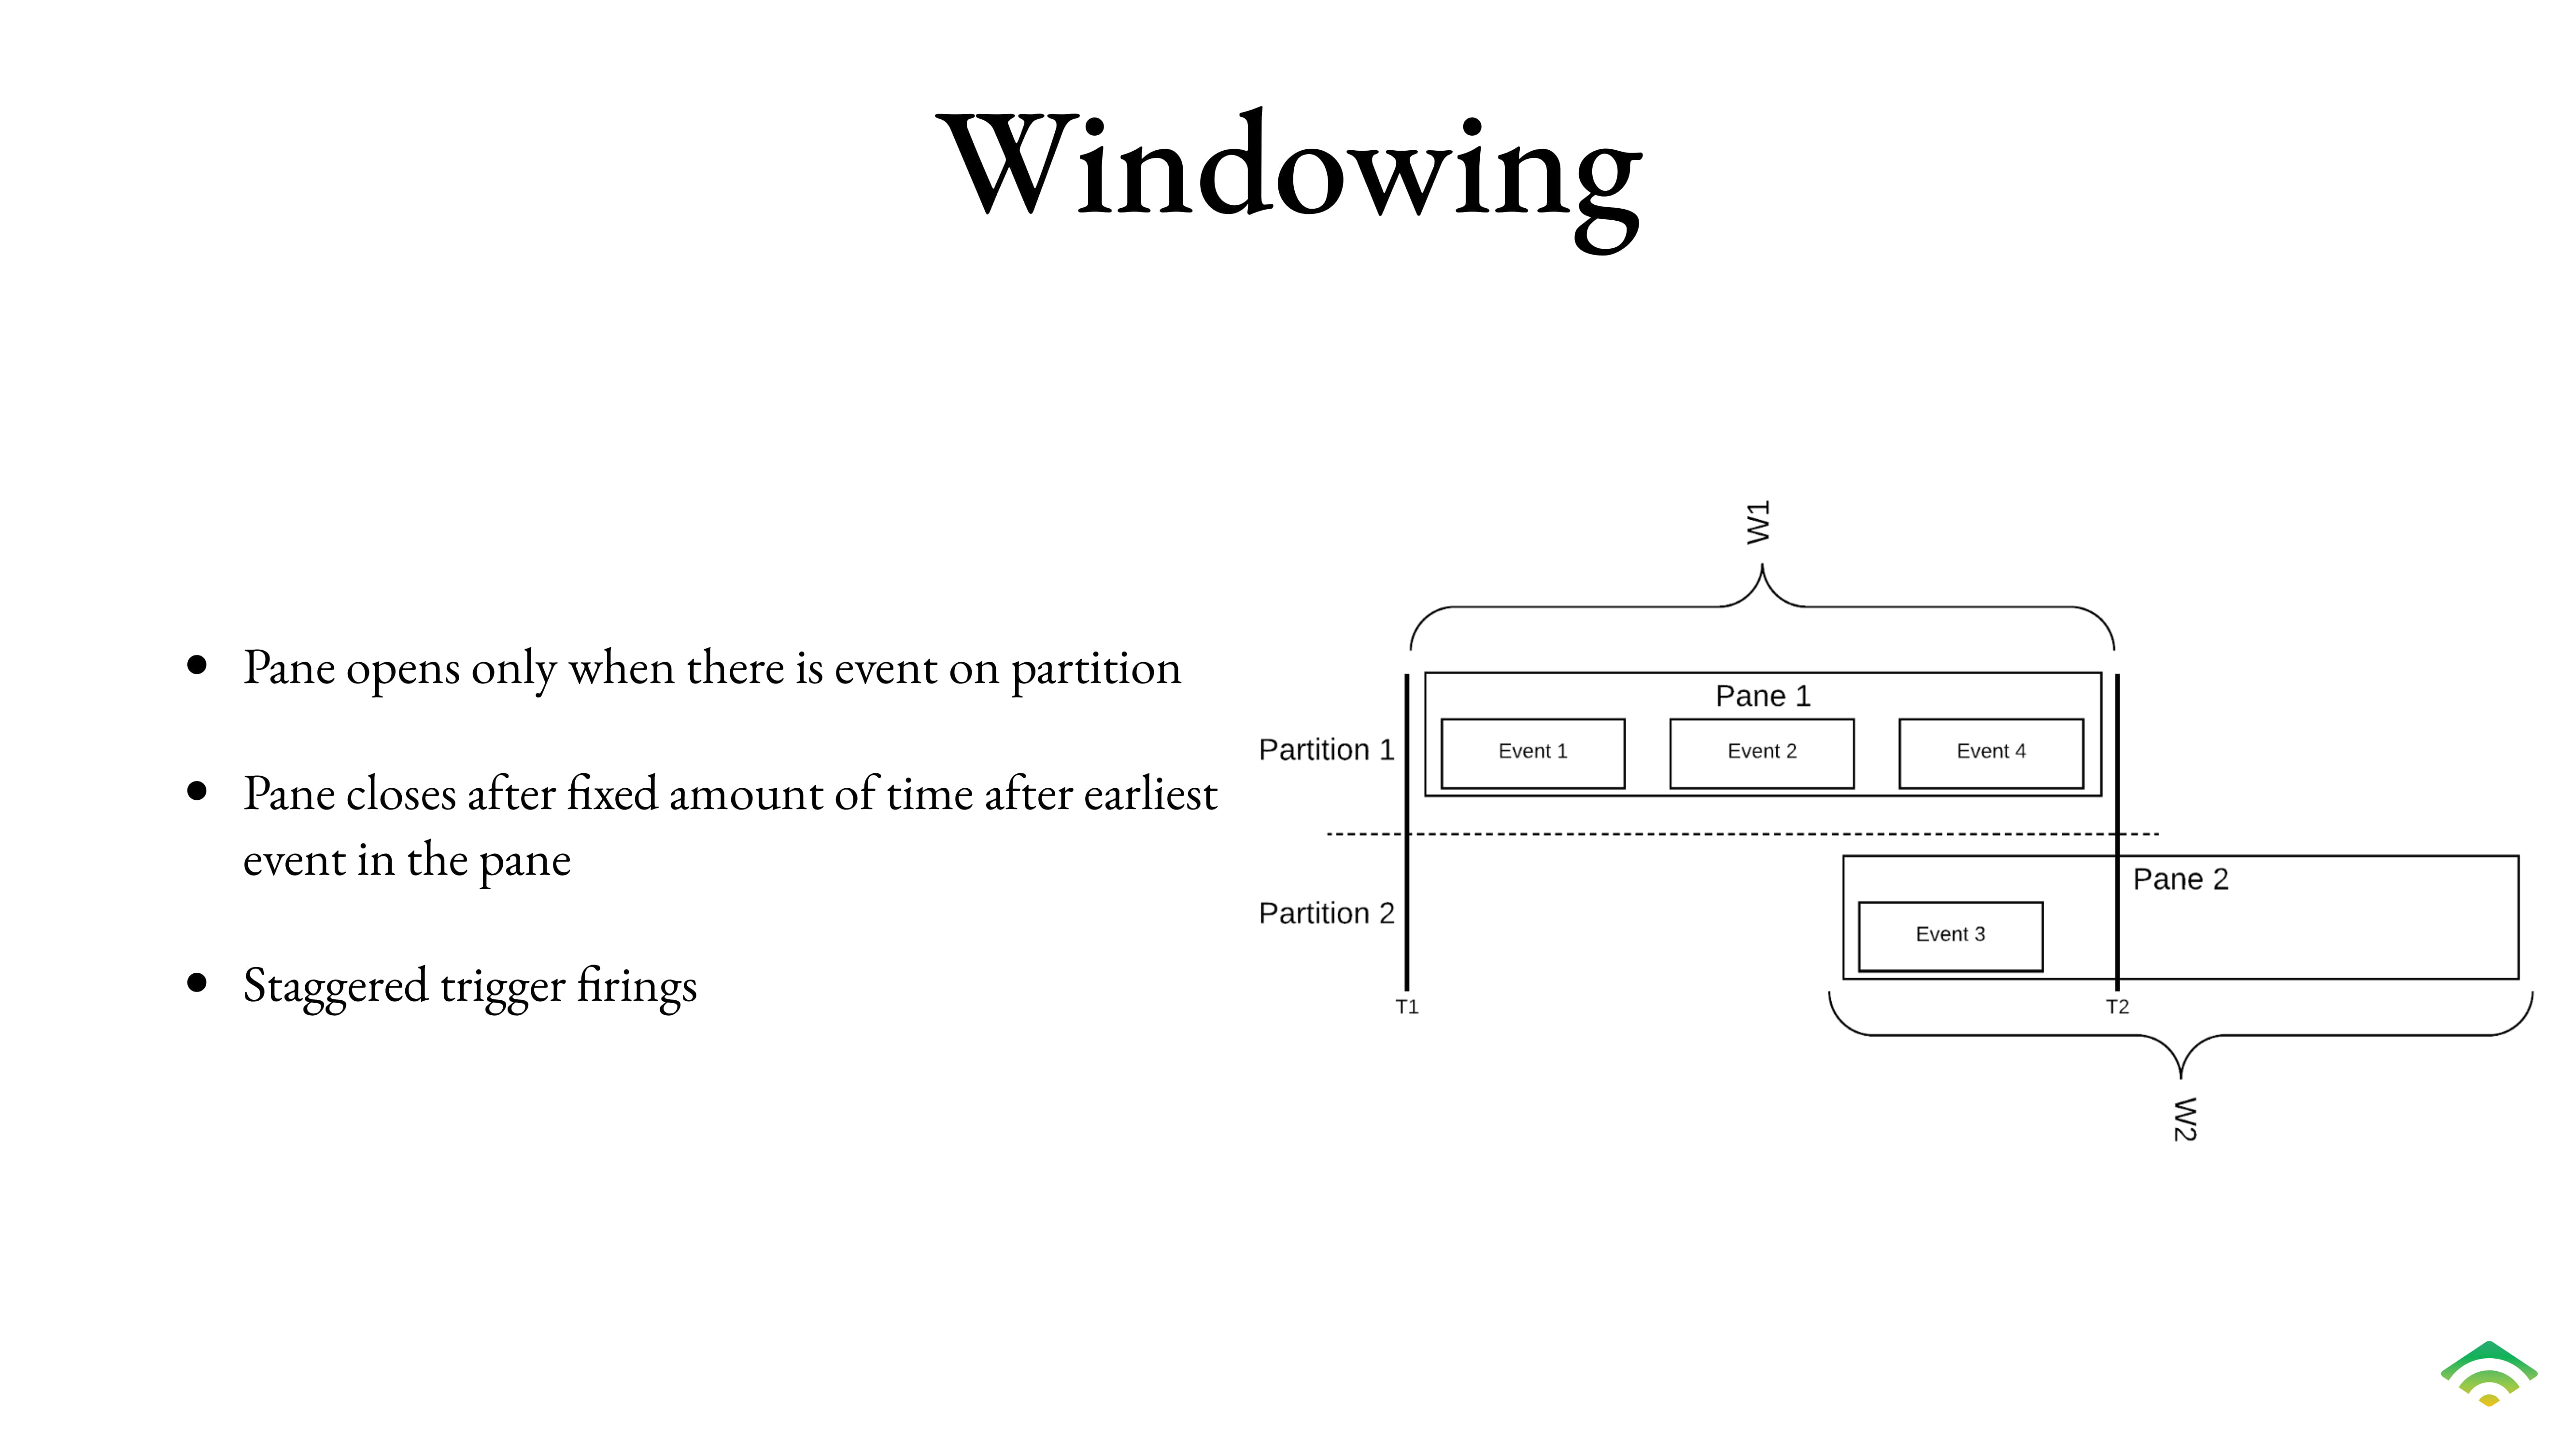 Windowing
• Pane opens only when there is event on partition
• Pane closes after fixed amount of time after earliest
event in the pane
• Staggered trigger firings
W1
Pane 1
Partition 1
Event 1
Event 2
Event 4
Pane 2
Partition 2
Event 3
T1
T2
W2